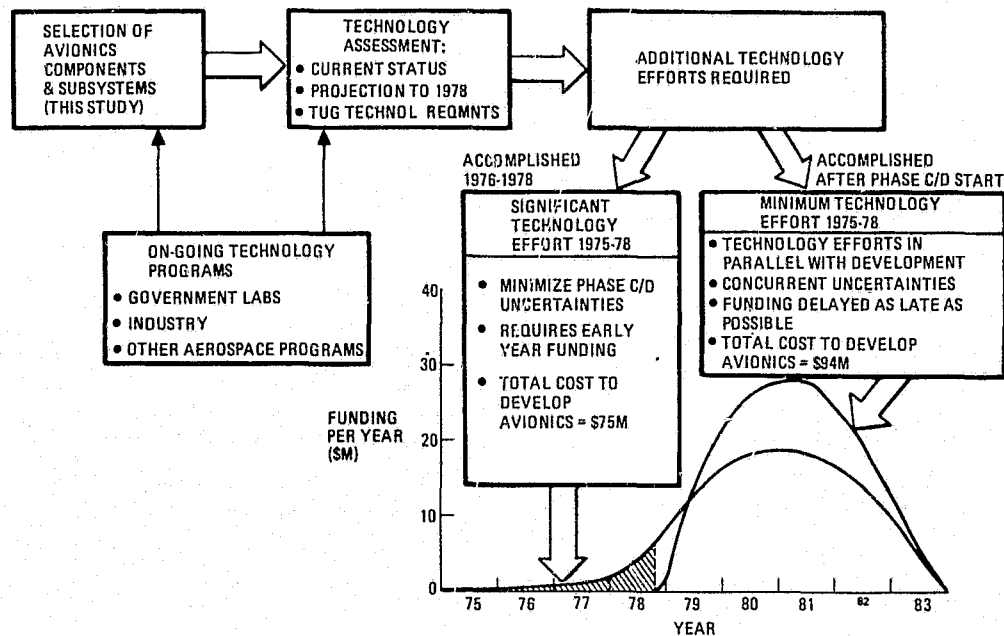 SELECTION OF
AVIONICS
COMPONENTS
& SUBSYSTEMS
(THIS STUDY)
TECHNOLOGY
ASSESSMENT:
• CURRENT STATUS
• PROJECTION TO 1978
• TUG TECHNOL REQMNTS
ADDITIONAL TECHNOLOGY
EFFORTS REQUIRED
ON-GOING TECHNOLOGY
PROGRAMS
• GOVERNMENT LABS
• INDUSTRY
• OTHER AEROSPACE PROGRAMS
ACCOMPLISHED
1976-1978
SIGNIFICANT
TECHNOLOGY
EFFORT 1975-78
• MINIMIZE PHASE C/D
UNCERTAINTIES
• REQUIRES EARLY
YEAR FUNDING
• TOTAL COST TO
DEVELOP
AVIONICS = $75M
ACCOMPLISHED
AFTER PHASE C/D START
MINIMUM TECHNOLOGY
EFFORT 1975-78
• TECHNOLOGY EFFORTS IN
PARALLEL WITH DEVELOPMENT
• CONCURRENT UNCERTAINTIES
• FUNDING DELAYED AS LATE AS
POSSIBLE
• TOTAL COST TO DEVELOP
AVIONICS = $94M
FUNDING
PER YEAR
($M)
40
30
20
10
0
75 76 77 78 79 80 81 82 83
YEAR